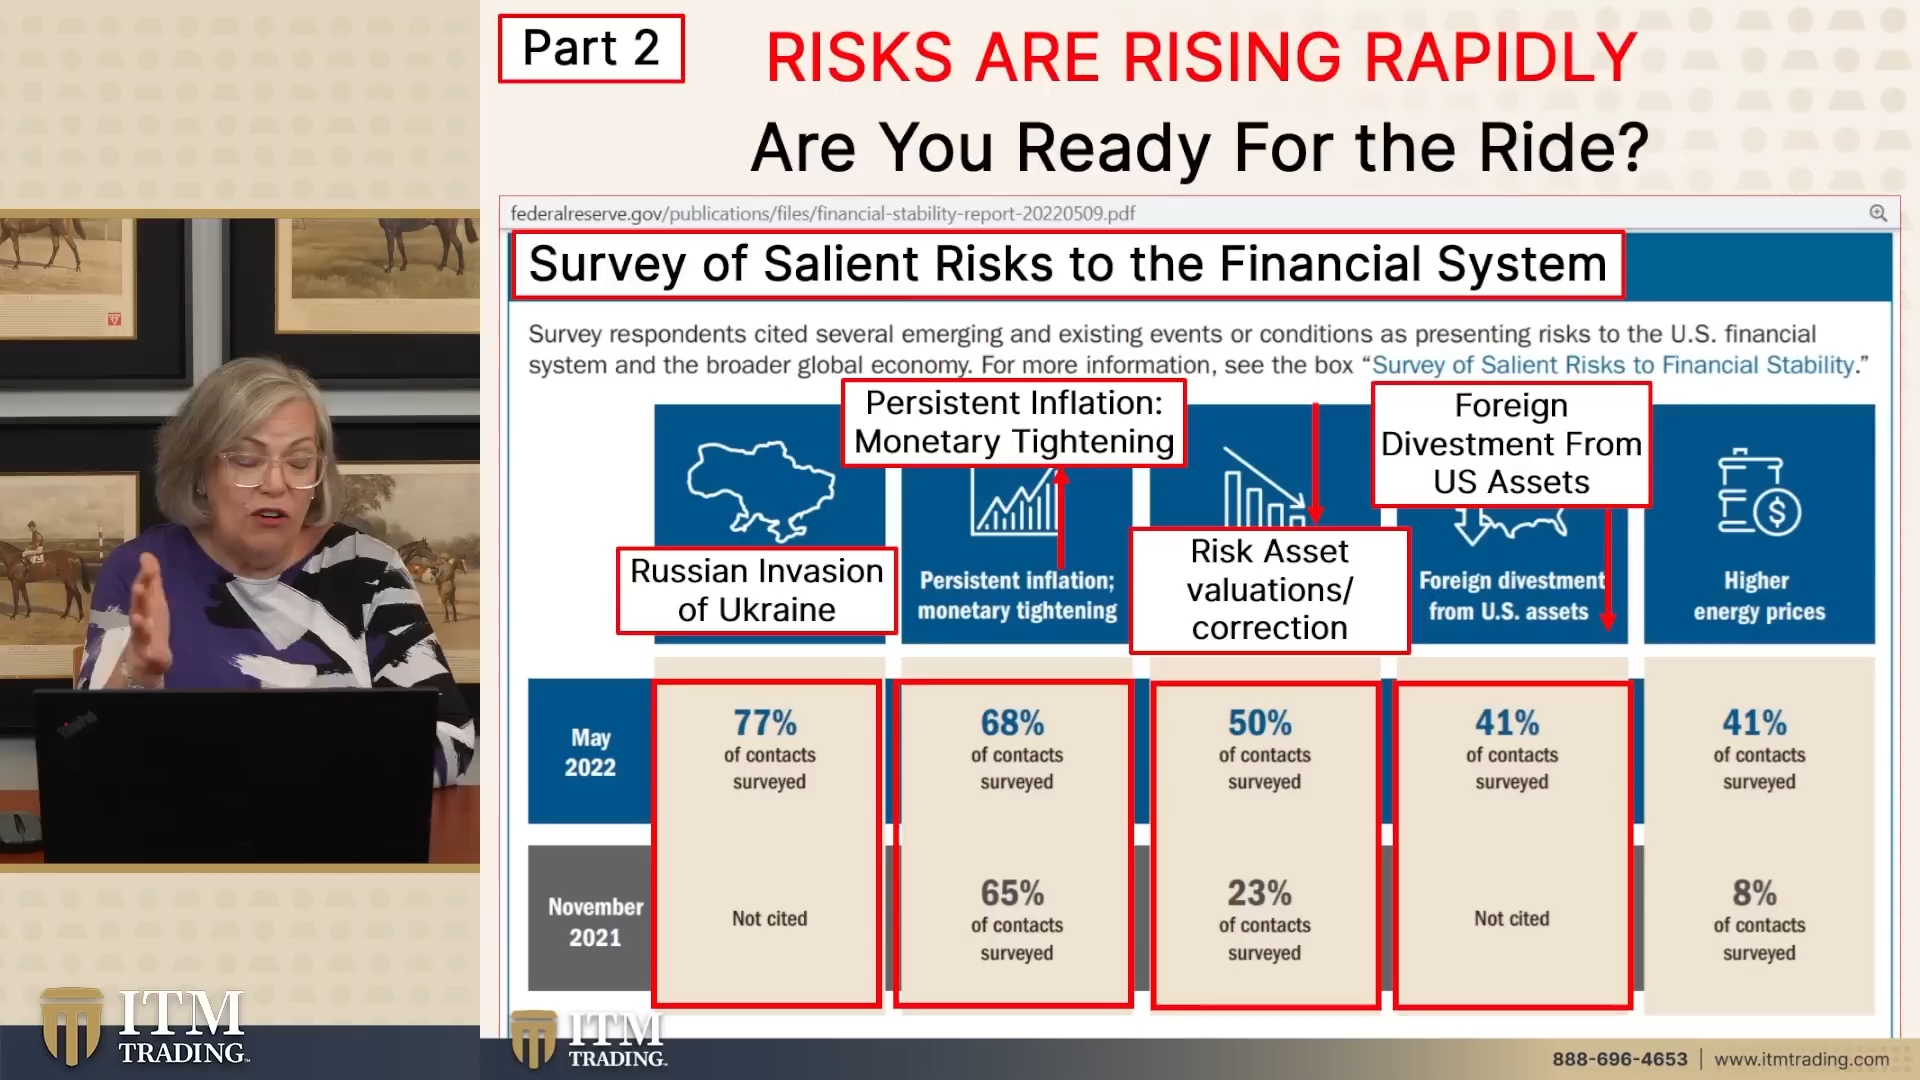 Part 2
RISKS ARE RISING RAPIDLY
Are You Ready For the Ride?
federalreserve.gov/publications/files/financial-stability-report-20220509.pdf
Survey of Salient Risks to the Financial System
Survey respondents cited several emerging and existing events or conditions as presenting risks to the U.S. financial
system and the broader global economy. For more information, see the box “Survey of Salient Risks to Financial Stability.”
Persistent Inflation:
Monetary Tightening
Foreign
Divestment From
US Assets
Russian Invasion
of Ukraine
Persistent inflation;
monetary tightening
Risk Asset
valuations/
correction
Foreign divestment
from U.S. assets
Higher
energy prices
May
2022
77%
of contacts
surveyed
68%
of contacts
surveyed
50%
of contacts
surveyed
41%
of contacts
surveyed
41%
of contacts
surveyed
November
2021
Not cited
65%
of contacts
surveyed
23%
of contacts
surveyed
Not cited
8%
of contacts
surveyed
ITM
TRADING
ITM
TRADING
888-696-4653 | www.itmtrading.com